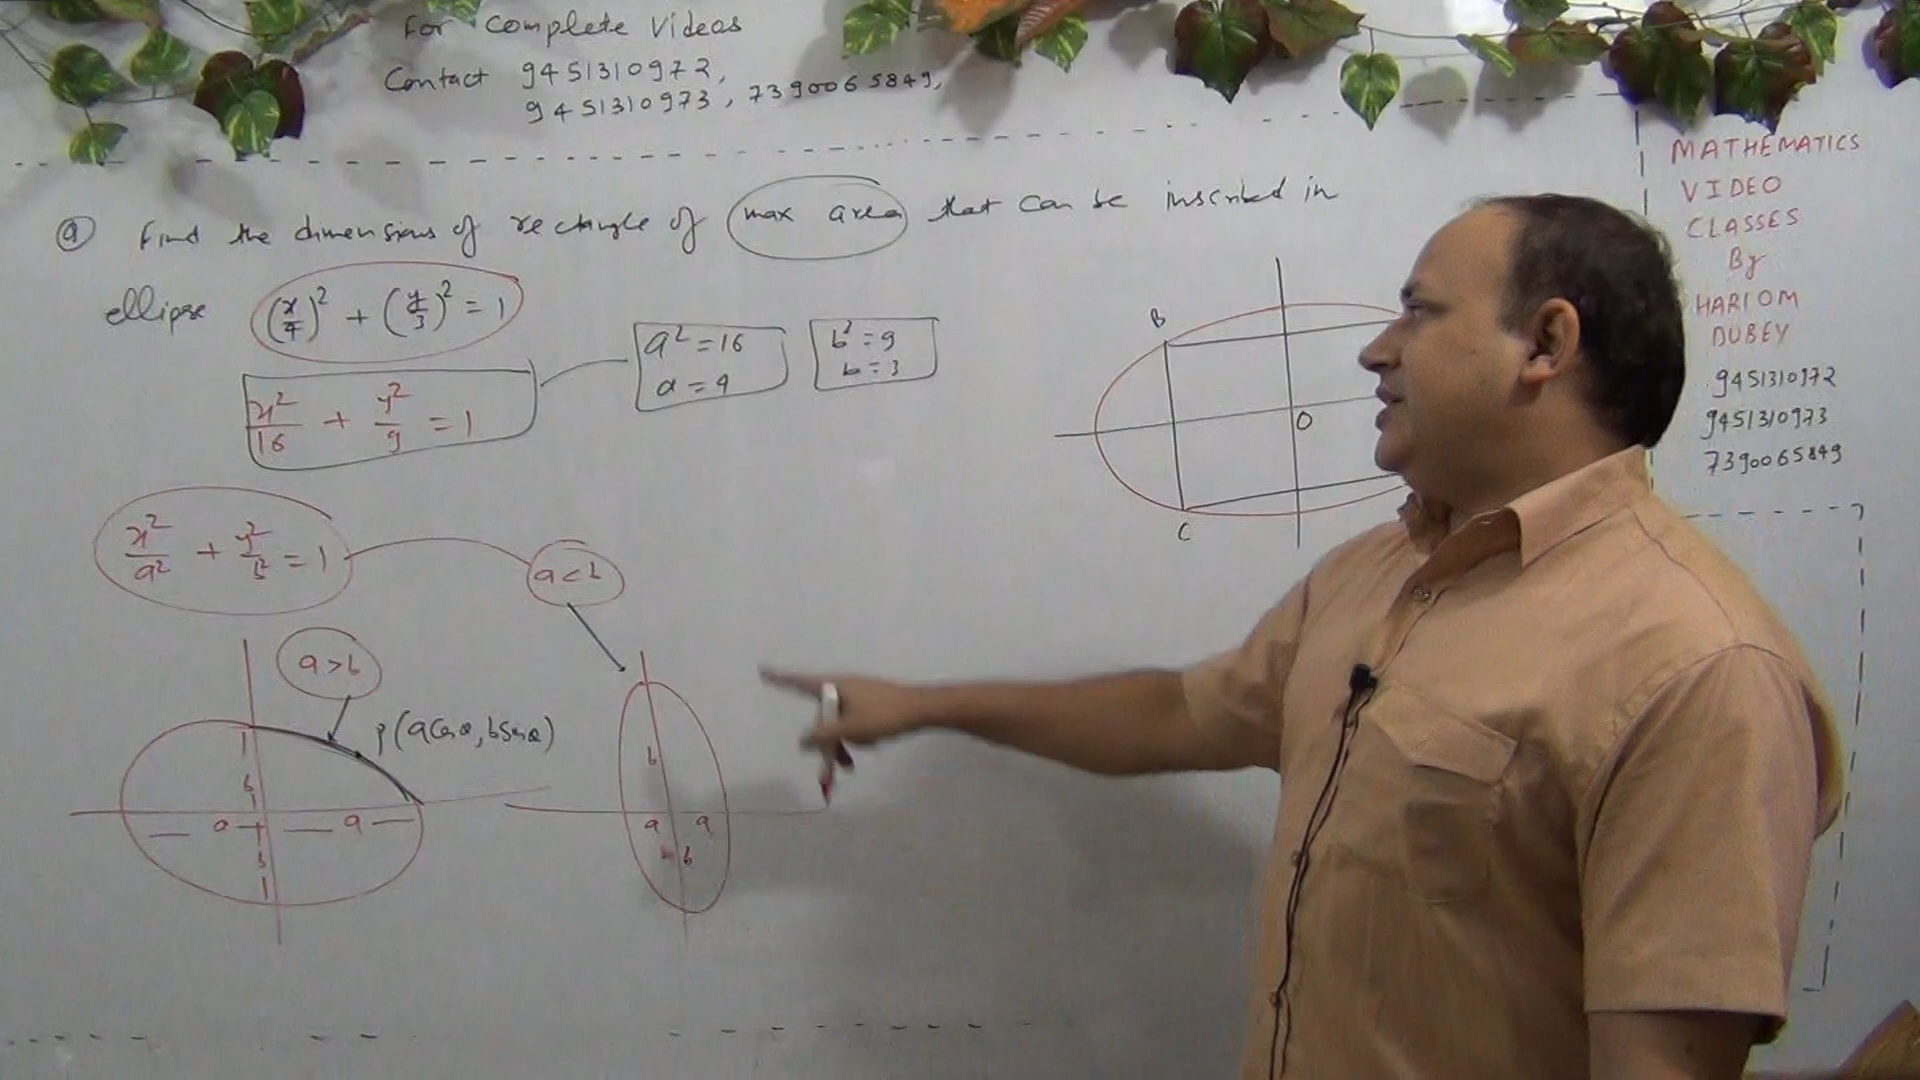 For Complete Videos
Contact 9451310972,
9451310973, 7390065849,
Q Find the dimensions of rectangle of max area that can be inscribed in
ellipse (x/4)² + (y/3)² = 1
a² = 16
a = 4
b² = 9
b = 3
x²/16 + y²/9 = 1
x²/a² + y²/b² = 1
a < b
a > b
P(a Cosθ, b Sinθ)
b
a
a
b
b
a
a
b
B
O
C
MATHEMATICS
VIDEO
CLASSES
By
HARIOM
DUBEY
9451310972
9451310973
7390065849